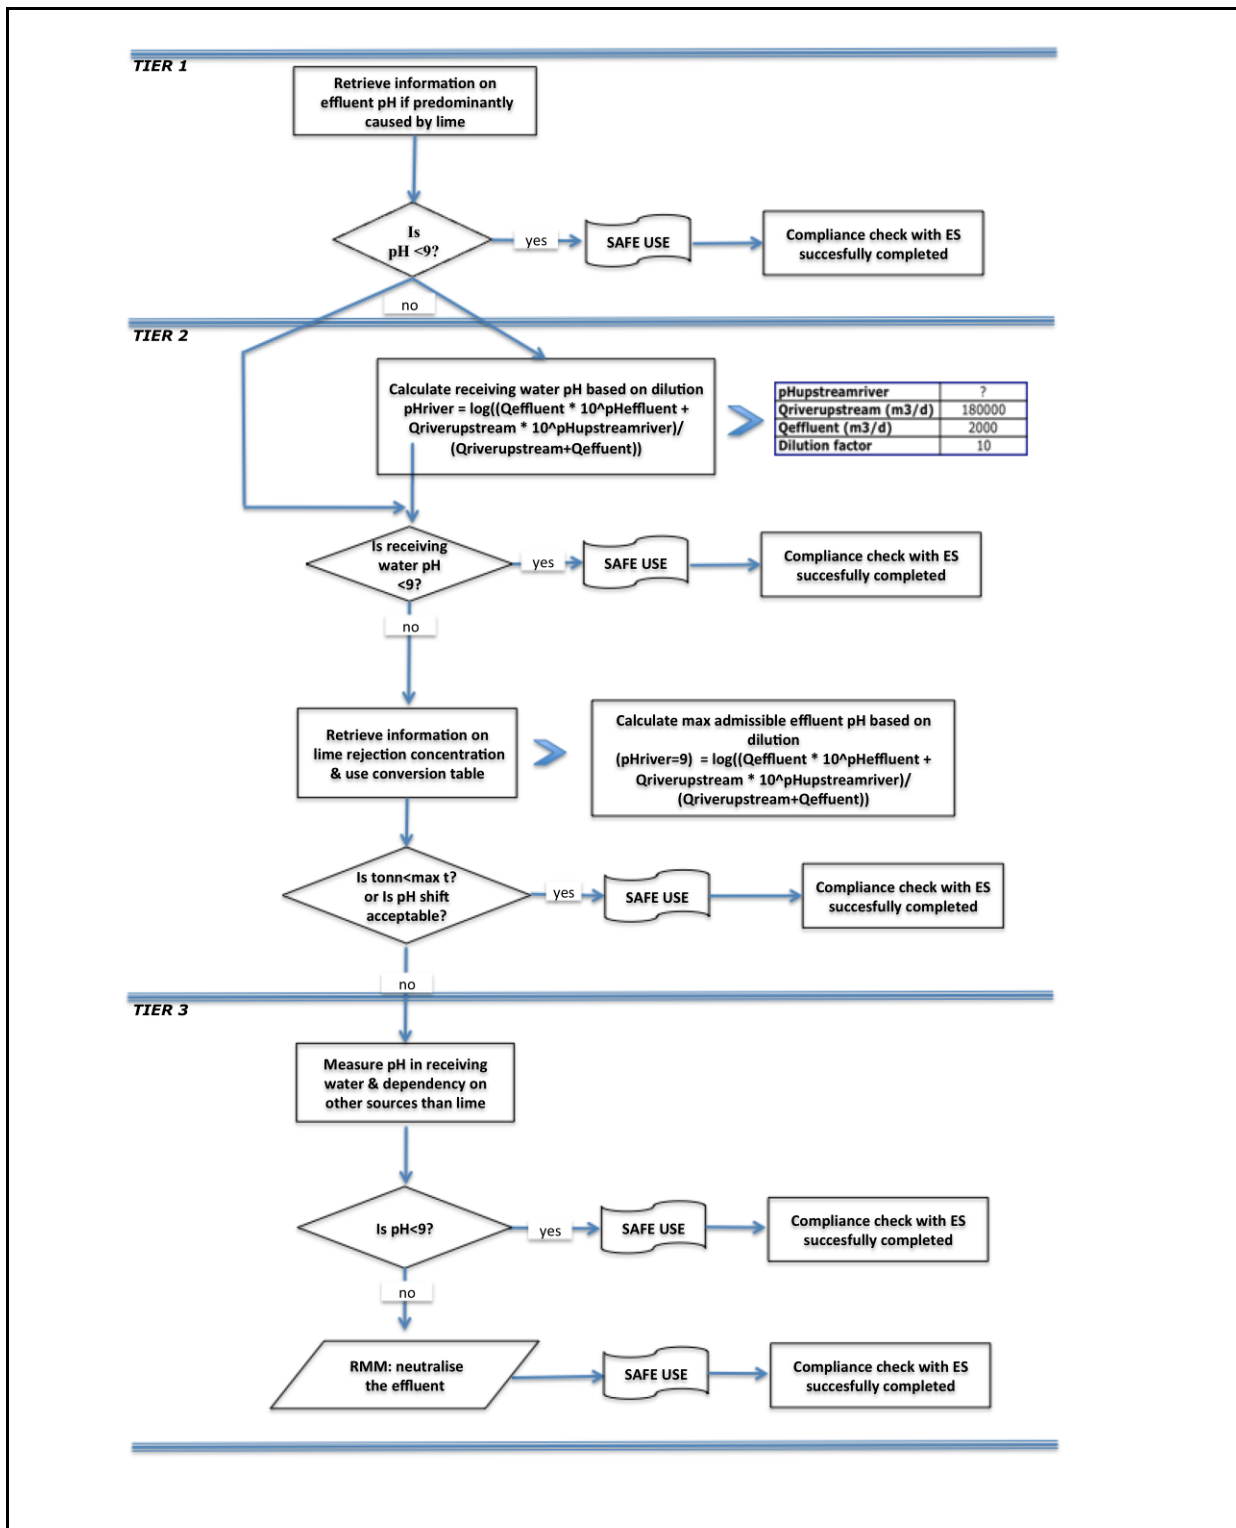 TIER 1
Retrieve information on
effluent pH if predominantly
caused by lime
Is
pH <9?
yes
SAFE USE
Compliance check with ES
succesfully completed
no
TIER 2
Calculate receiving water pH based on dilution
pHriver = log((Qeffluent * 10^pHeffluent +
Qriverupstream * 10^pHupstreamriver)/
(Qriverupstream+Qeffuent))
pHupstreamriver ?
Qriverupstream (m3/d) 180000
Qeffluent (m3/d) 2000
Dilution factor 10
Is receiving
water pH
<9?
yes
SAFE USE
Compliance check with ES
succesfully completed
no
Retrieve information on
lime rejection concentration
& use conversion table
Calculate max admissible effluent pH based on
dilution
(pHriver=9) = log((Qeffluent * 10^pHeffluent +
Qriverupstream * 10^pHupstreamriver)/
(Qriverupstream+Qeffuent))
Is tonn<max t?
or Is pH shift
acceptable?
yes
SAFE USE
Compliance check with ES
succesfully completed
no
TIER 3
Measure pH in receiving
water & dependency on
other sources than lime
Is pH<9?
yes
SAFE USE
Compliance check with ES
succesfully completed
no
RMM: neutralise
the effluent
SAFE USE
Compliance check with ES
succesfully completed